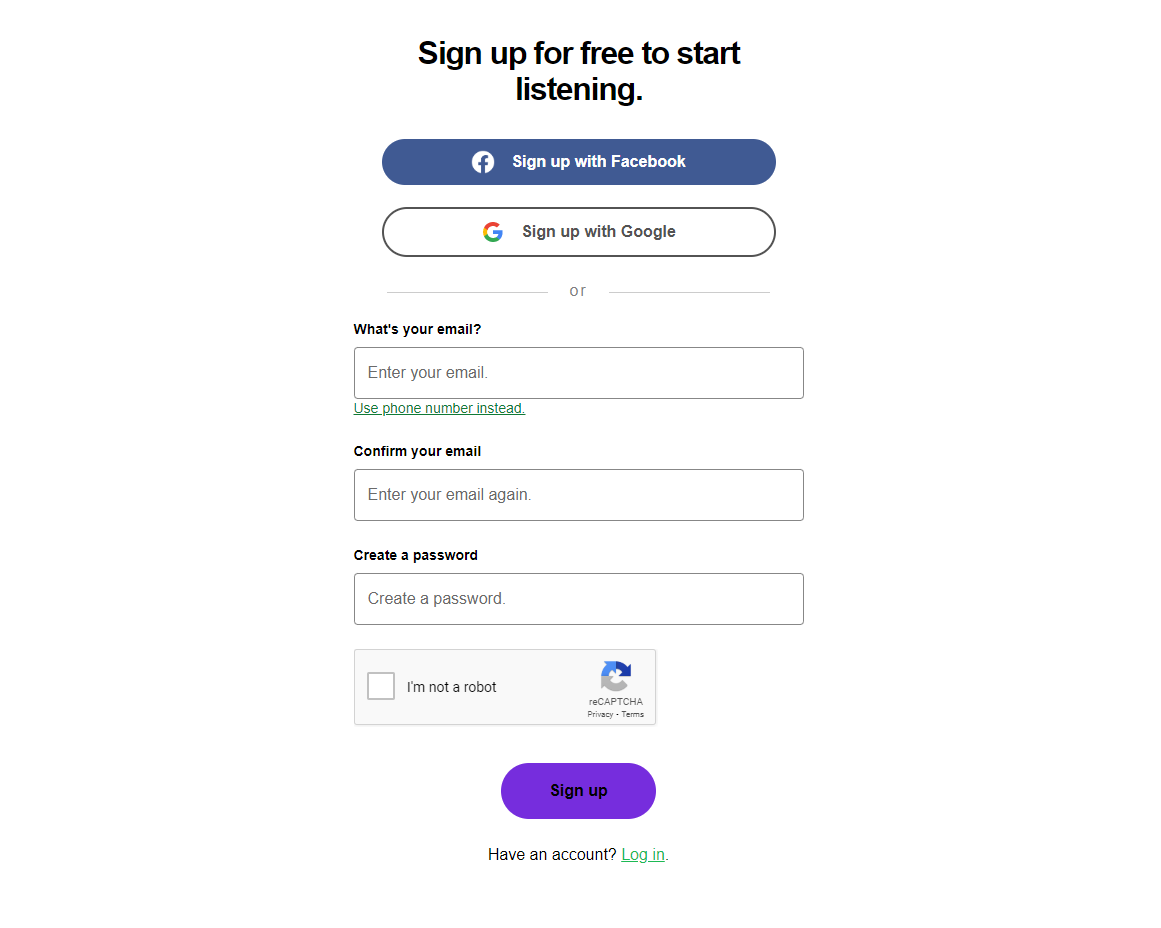 Sign up for free to start
listening.
Sign up with Facebook
Sign up with Google
or
What's your email?
Enter your email.
Use phone number instead.
Confirm your email
Enter your email again.
Create a password
Create a password.
I'm not a robot
reCAPTCHA
Privacy - Terms
Sign up
Have an account? Log in.